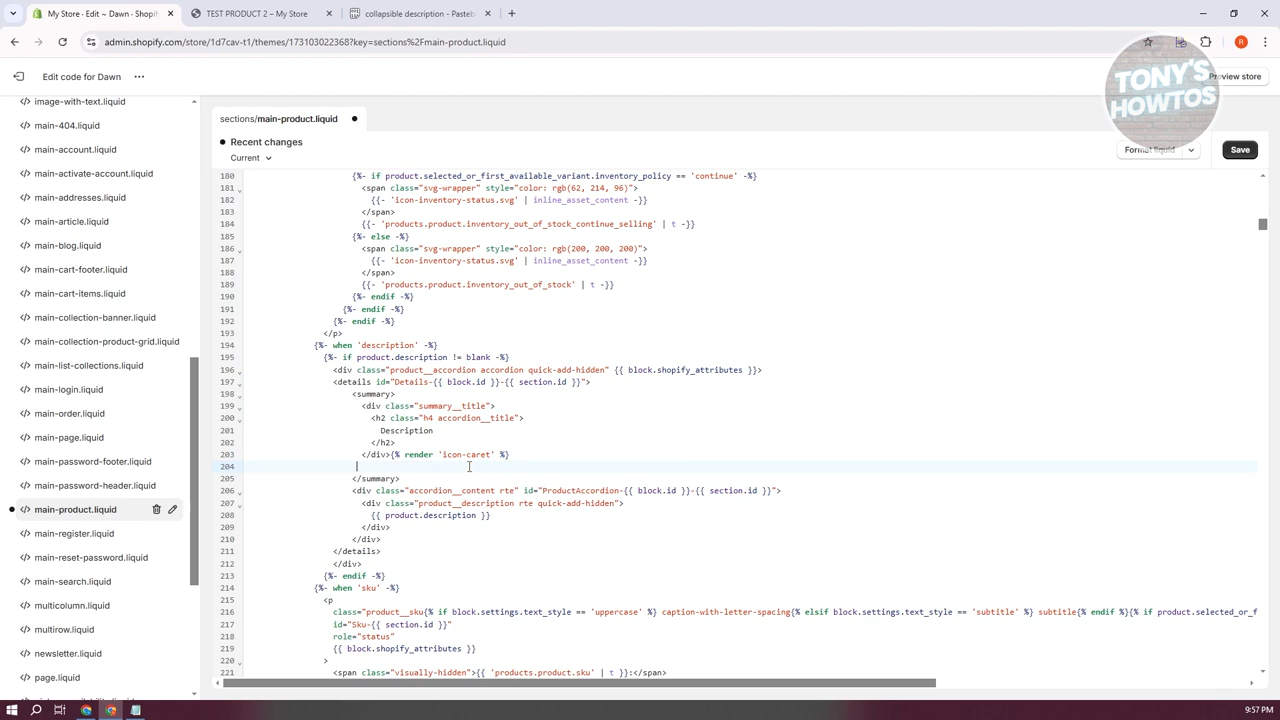 My Store · Edit ~ Dawn · Shopify
TEST PRODUCT 2 – My Store
collapsible description - Pasteb
admin.shopify.com/store/1d7cav-t1/themes/173103022368?key=sections%2Fmain-product.liquid
Edit code for Dawn
Preview store
TONY'S
HOWTOS
image-with-text.liquid
main-404.liquid
main-account.liquid
main-activate-account.liquid
main-addresses.liquid
main-article.liquid
main-blog.liquid
main-cart-footer.liquid
main-cart-items.liquid
main-collection-banner.liquid
main-collection-product-grid.liquid
main-list-collections.liquid
main-login.liquid
main-order.liquid
main-page.liquid
main-password-footer.liquid
main-password-header.liquid
main-product.liquid
main-register.liquid
main-reset-password.liquid
main-search.liquid
multicolumn.liquid
multirow.liquid
newsletter.liquid
page.liquid
sections/main-product.liquid
Recent changes
Current
Format liquid
Save
180 {%- if product.selected_or_first_available_variant.inventory_policy == 'continue' -%}
181 <span class="svg-wrapper" style="color: rgb(62, 214, 96)">
182 {{- 'icon-inventory-status.svg' | inline_asset_content -}}
183 </span>
184 {{- 'products.product.inventory_out_of_stock_continue_selling' | t -}}
185 {%- else -%}
186 <span class="svg-wrapper" style="color: rgb(200, 200, 200)">
187 {{- 'icon-inventory-status.svg' | inline_asset_content -}}
188 </span>
189 {{- 'products.product.inventory_out_of_stock' | t -}}
190 {%- endif -%}
191 {%- endif -%}
192 {%- endif -%}
193 </p>
194 {%- when 'description' -%}
195 {%- if product.description != blank -%}
196 <div class="product__accordion accordion quick-add-hidden" {{ block.shopify_attributes }}>
197 <details id="Details-{{ block.id }}-{{ section.id }}">
198 <summary>
199 <div class="summary__title">
200 <h2 class="h4 accordion__title">
201 Description
202 </h2>
203 </div>{% render 'icon-caret' %}
204
205 </summary>
206 <div class="accordion__content rte" id="ProductAccordion-{{ block.id }}-{{ section.id }}">
207 <div class="product__description rte quick-add-hidden">
208 {{ product.description }}
209 </div>
210 </div>
211 </details>
212 </div>
213 {%- endif -%}
214 {%- when 'sku' -%}
215 <p
216 class="product__sku{% if block.settings.text_style == 'uppercase' %} caption-with-letter-spacing{% elsif block.settings.text_style == 'subtitle' %} subtitle{% endif %}{% if product.selected_or_f
217 id="Sku-{{ section.id }}"
218 role="status"
219 {{ block.shopify_attributes }}
220 >
221 <span class="visually-hidden">{{ 'products.product.sku' | t }}:</span>
9:57 PM